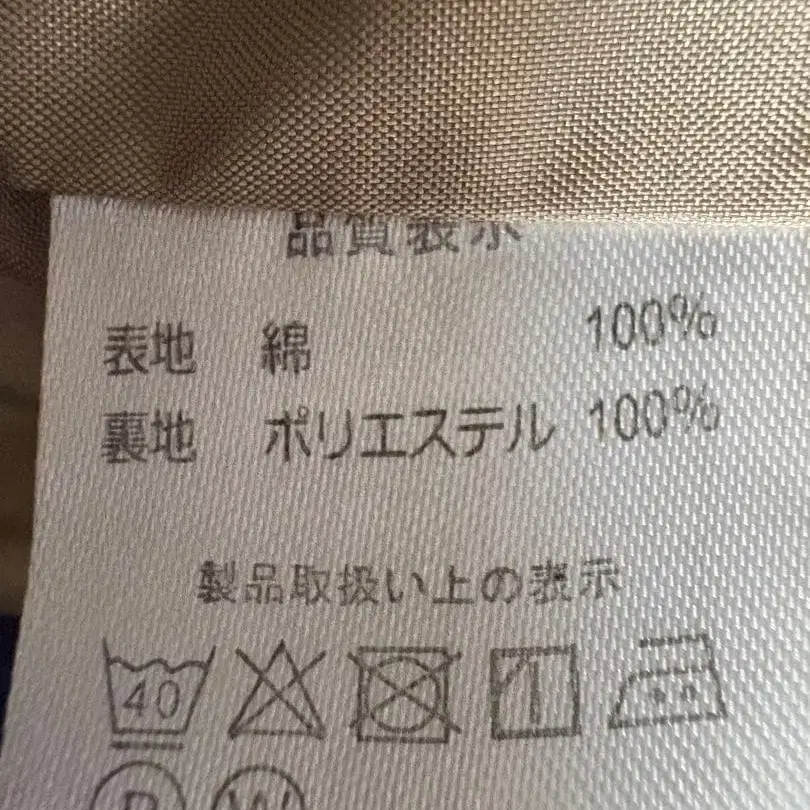 品質表示
表地 綿 100%
裏地 ポリエステル 100%
製品取扱い上の表示
40
P W